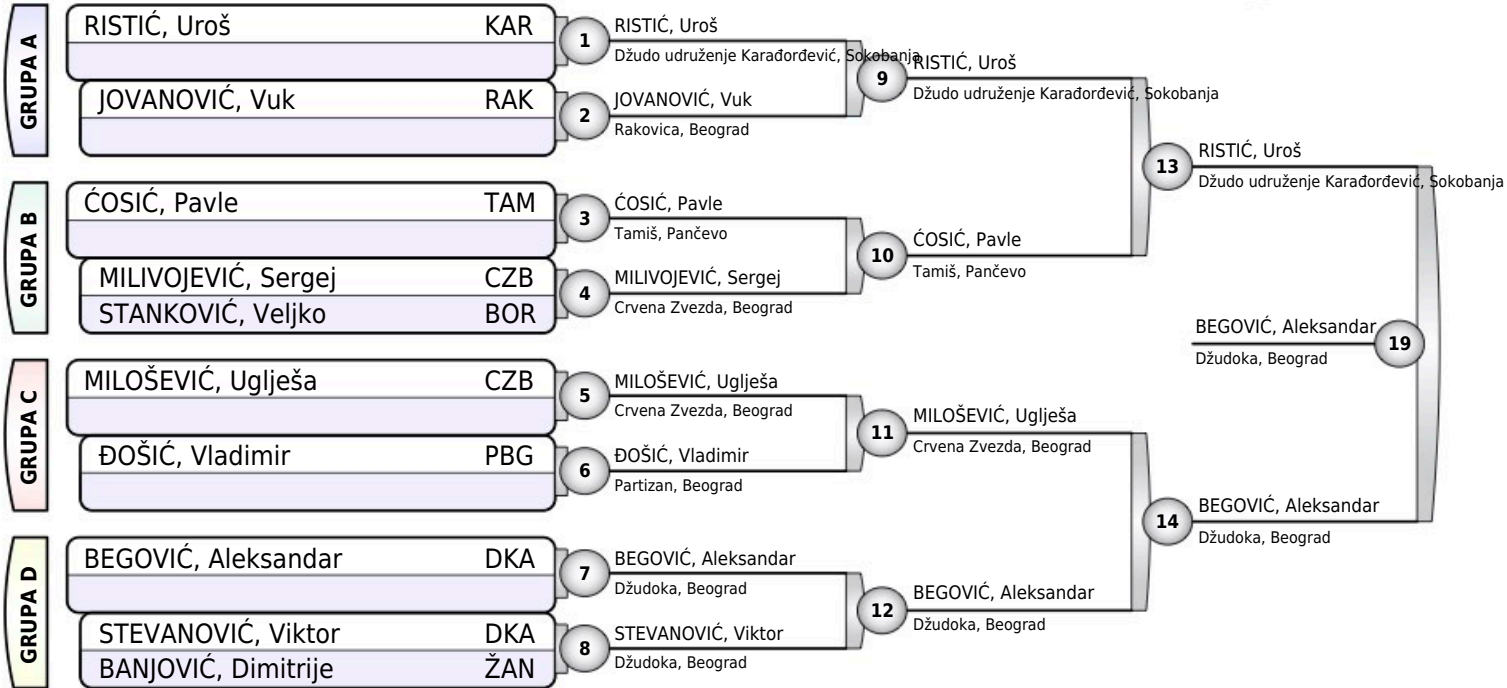 GRUPA A
RISTIĆ, Uroš KAR
JOVANOVIĆ, Vuk RAK
GRUPA B
ĆOSIĆ, Pavle TAM
MILIVOJEVIĆ, Sergej CZB
STANKOVIĆ, Veljko BOR
GRUPA C
MILOŠEVIĆ, Uglješa CZB
ĐOŠIĆ, Vladimir PBG
GRUPA D
BEGOVIĆ, Aleksandar DKA
STEVANOVIĆ, Viktor DKA
BANJOVIĆ, Dimitrije ŽAN
1
RISTIĆ, Uroš
Džudo udruženje Karađorđević, Sokobanja
2
JOVANOVIĆ, Vuk
Rakovica, Beograd
3
ĆOSIĆ, Pavle
Tamiš, Pančevo
4
MILIVOJEVIĆ, Sergej
Crvena Zvezda, Beograd
5
MILOŠEVIĆ, Uglješa
Crvena Zvezda, Beograd
6
ĐOŠIĆ, Vladimir
Partizan, Beograd
7
BEGOVIĆ, Aleksandar
Džudoka, Beograd
8
STEVANOVIĆ, Viktor
Džudoka, Beograd
9
RISTIĆ, Uroš
Džudo udruženje Karađorđević, Sokobanja
10
ĆOSIĆ, Pavle
Tamiš, Pančevo
11
MILOŠEVIĆ, Uglješa
Crvena Zvezda, Beograd
12
BEGOVIĆ, Aleksandar
Džudoka, Beograd
13
RISTIĆ, Uroš
Džudo udruženje Karađorđević, Sokobanja
14
BEGOVIĆ, Aleksandar
Džudoka, Beograd
BEGOVIĆ, Aleksandar
Džudoka, Beograd
19